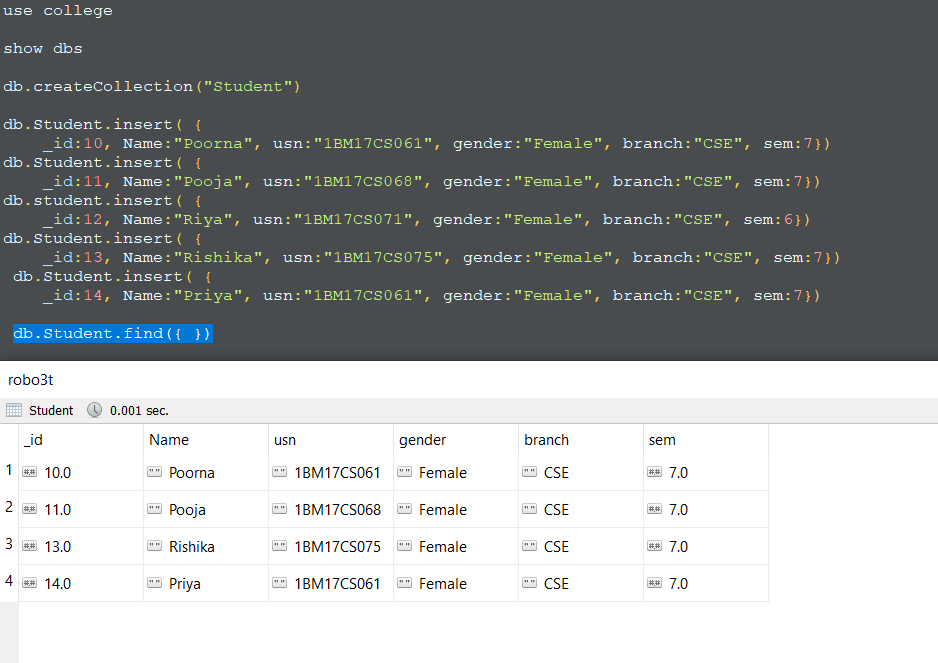 use college
show dbs
db.createCollection("Student")
db.Student.insert( {
_id:10, Name:"Poorna", usn:"1BM17CS061", gender:"Female", branch:"CSE", sem:7})
db.Student.insert( {
_id:11, Name:"Pooja", usn:"1BM17CS068", gender:"Female", branch:"CSE", sem:7})
db.student.insert( {
_id:12, Name:"Riya", usn:"1BM17CS071", gender:"Female", branch:"CSE", sem:6})
db.Student.insert( {
_id:13, Name:"Rishika", usn:"1BM17CS075", gender:"Female", branch:"CSE", sem:7})
db.Student.insert( {
_id:14, Name:"Priya", usn:"1BM17CS061", gender:"Female", branch:"CSE", sem:7})
db.Student.find({ })
robo3t
Student 0.001 sec.
_id Name usn gender branch sem
1 ## 10.0 "" Poorna "" 1BM17CS061 "" Female "" CSE ## 7.0
2 ## 11.0 "" Pooja "" 1BM17CS068 "" Female "" CSE ## 7.0
3 ## 13.0 "" Rishika "" 1BM17CS075 "" Female "" CSE ## 7.0
4 ## 14.0 "" Priya "" 1BM17CS061 "" Female "" CSE ## 7.0